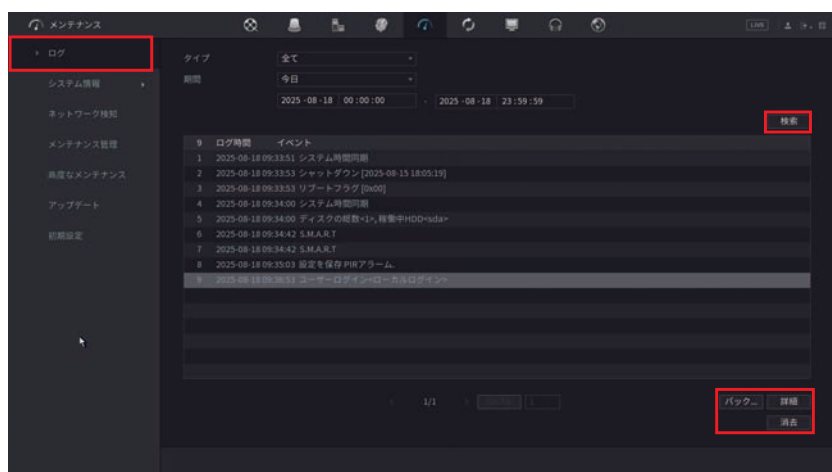 メンテナンス
LIVE
ログ
システム情報
ネットワーク検知
メンテナンス管理
高度なメンテナンス
アップデート
初期設定
タイプ 全て
期間 今日
2025 -08 -18 00 :00 :00 - 2025 -08 -18 23 :59 :59
検索
9 ログ時間 イベント
1 2025-08-18 09:33:51 システム時間同期
2 2025-08-18 09:33:53 シャットダウン [2025-08-15 18:05:19]
3 2025-08-18 09:33:53 リブートフラグ [0x00]
4 2025-08-18 09:34:00 システム時間同期
5 2025-08-18 09:34:00 ディスクの総数<1>, 稼働中HDD<sda>
6 2025-08-18 09:34:42 S.M.A.R.T
7 2025-08-18 09:34:42 S.M.A.R.T
8 2025-08-18 09:35:03 設定を保存 PIRアラーム.
9 2025-08-18 09:36:51 ユーザーログイン<ローカルログイン>
1/1 1
バック... 詳細
消去